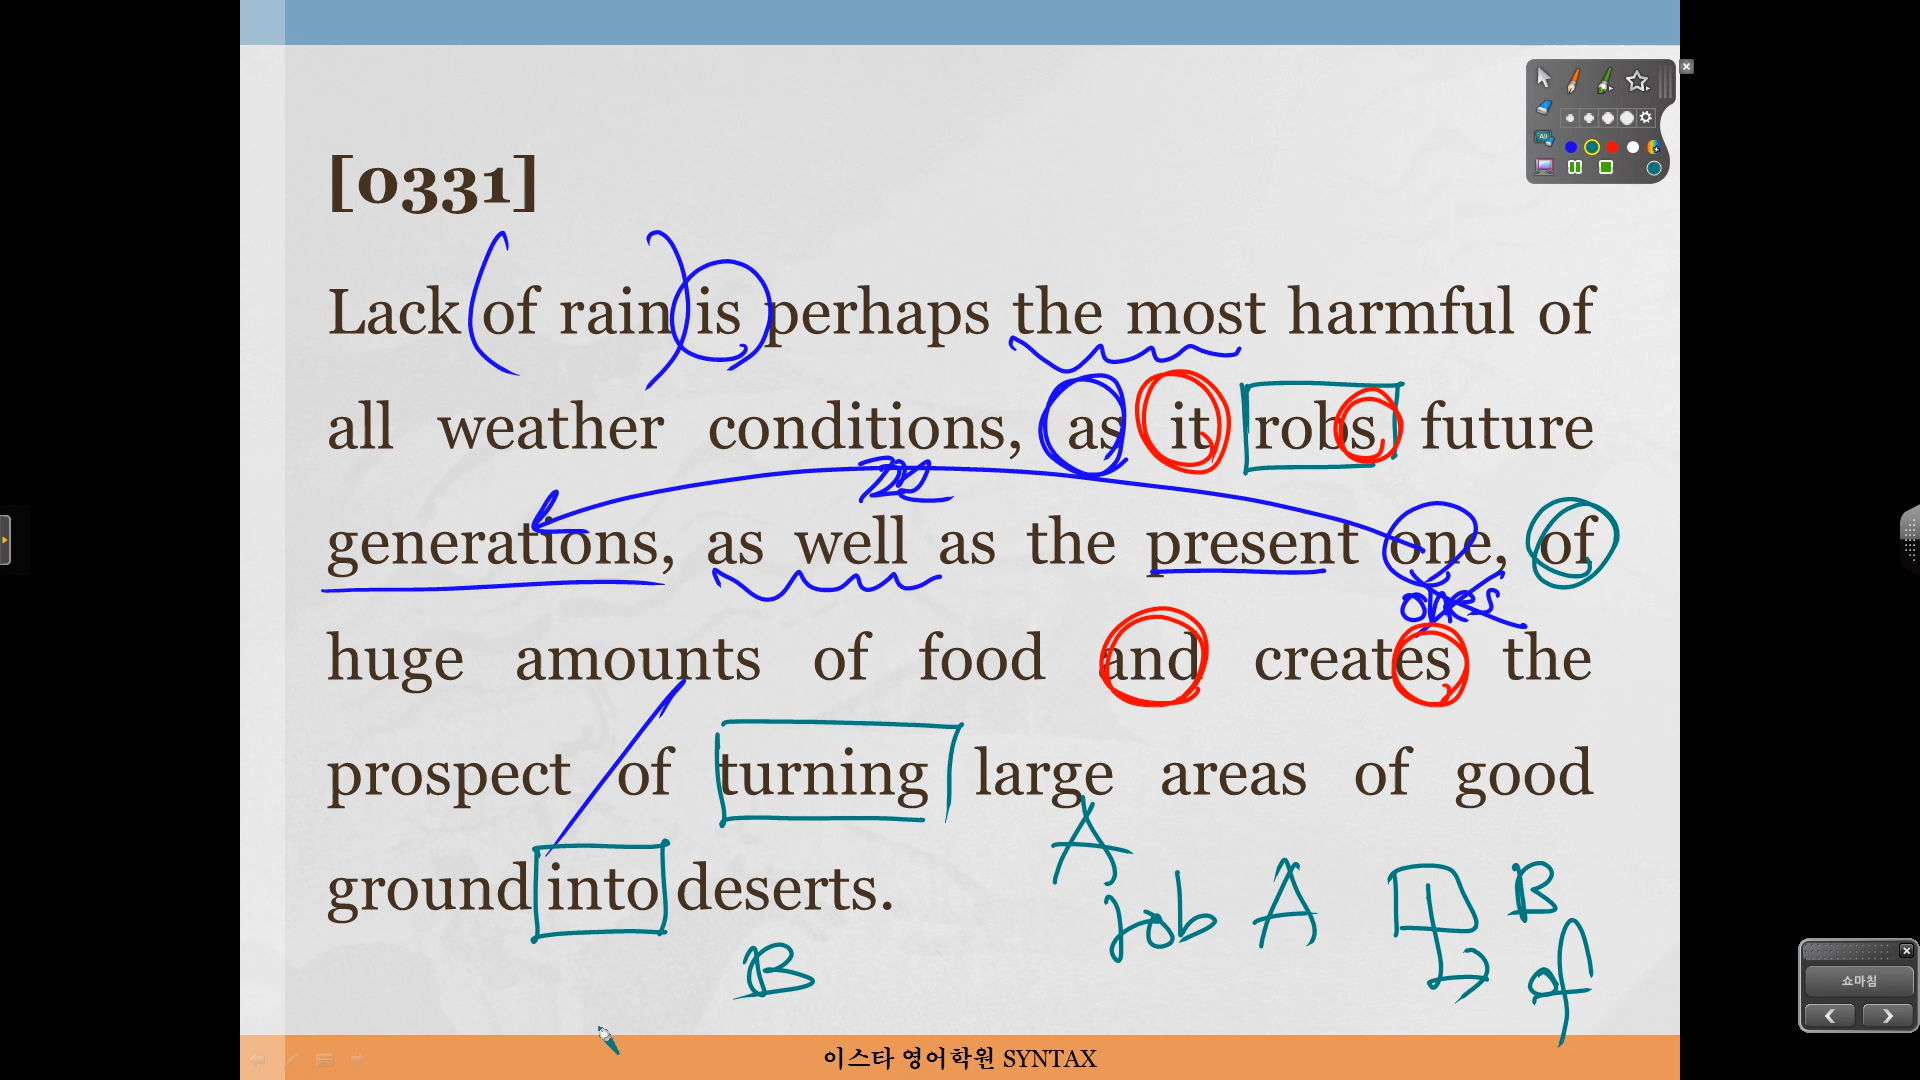 [0331]
Lack of rain is perhaps the most harmful of
all weather conditions, as it robs future
generations, as well as the present one, of
ones
huge amounts of food and creates the
prospect of turning large areas of good
A
ground into deserts.
rob A B
B of
이스타 영어학원 SYNTAX
쇼마침
All